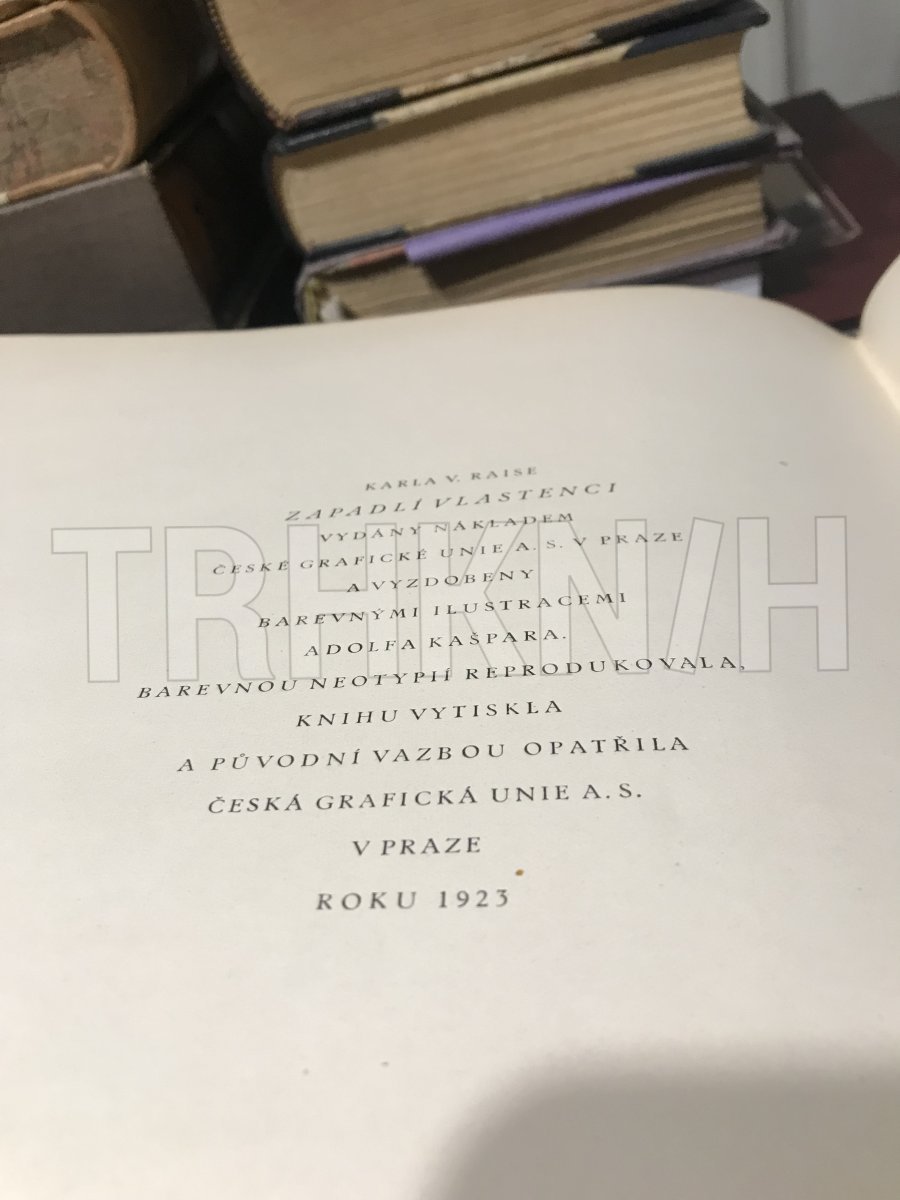 KARLA V. RAISE
ZAPADLÍ VLASTENCI
VYDÁNY NÁKLADEM
ČESKÉ GRAFICKÉ UNIE A. S. V PRAZE
A VYZDOBENY
BAREVNÝMI ILUSTRACEMI
ADOLFA KAŠPARA.
BAREVNOU NEOTYPIÍ REPRODUKOVALA,
KNIHU VYTISKLA
A PŮVODNÍ VAZBOU OPATŘILA
ČESKÁ GRAFICKÁ UNIE A. S.
V PRAZE
ROKU 1923
TRHKNIH